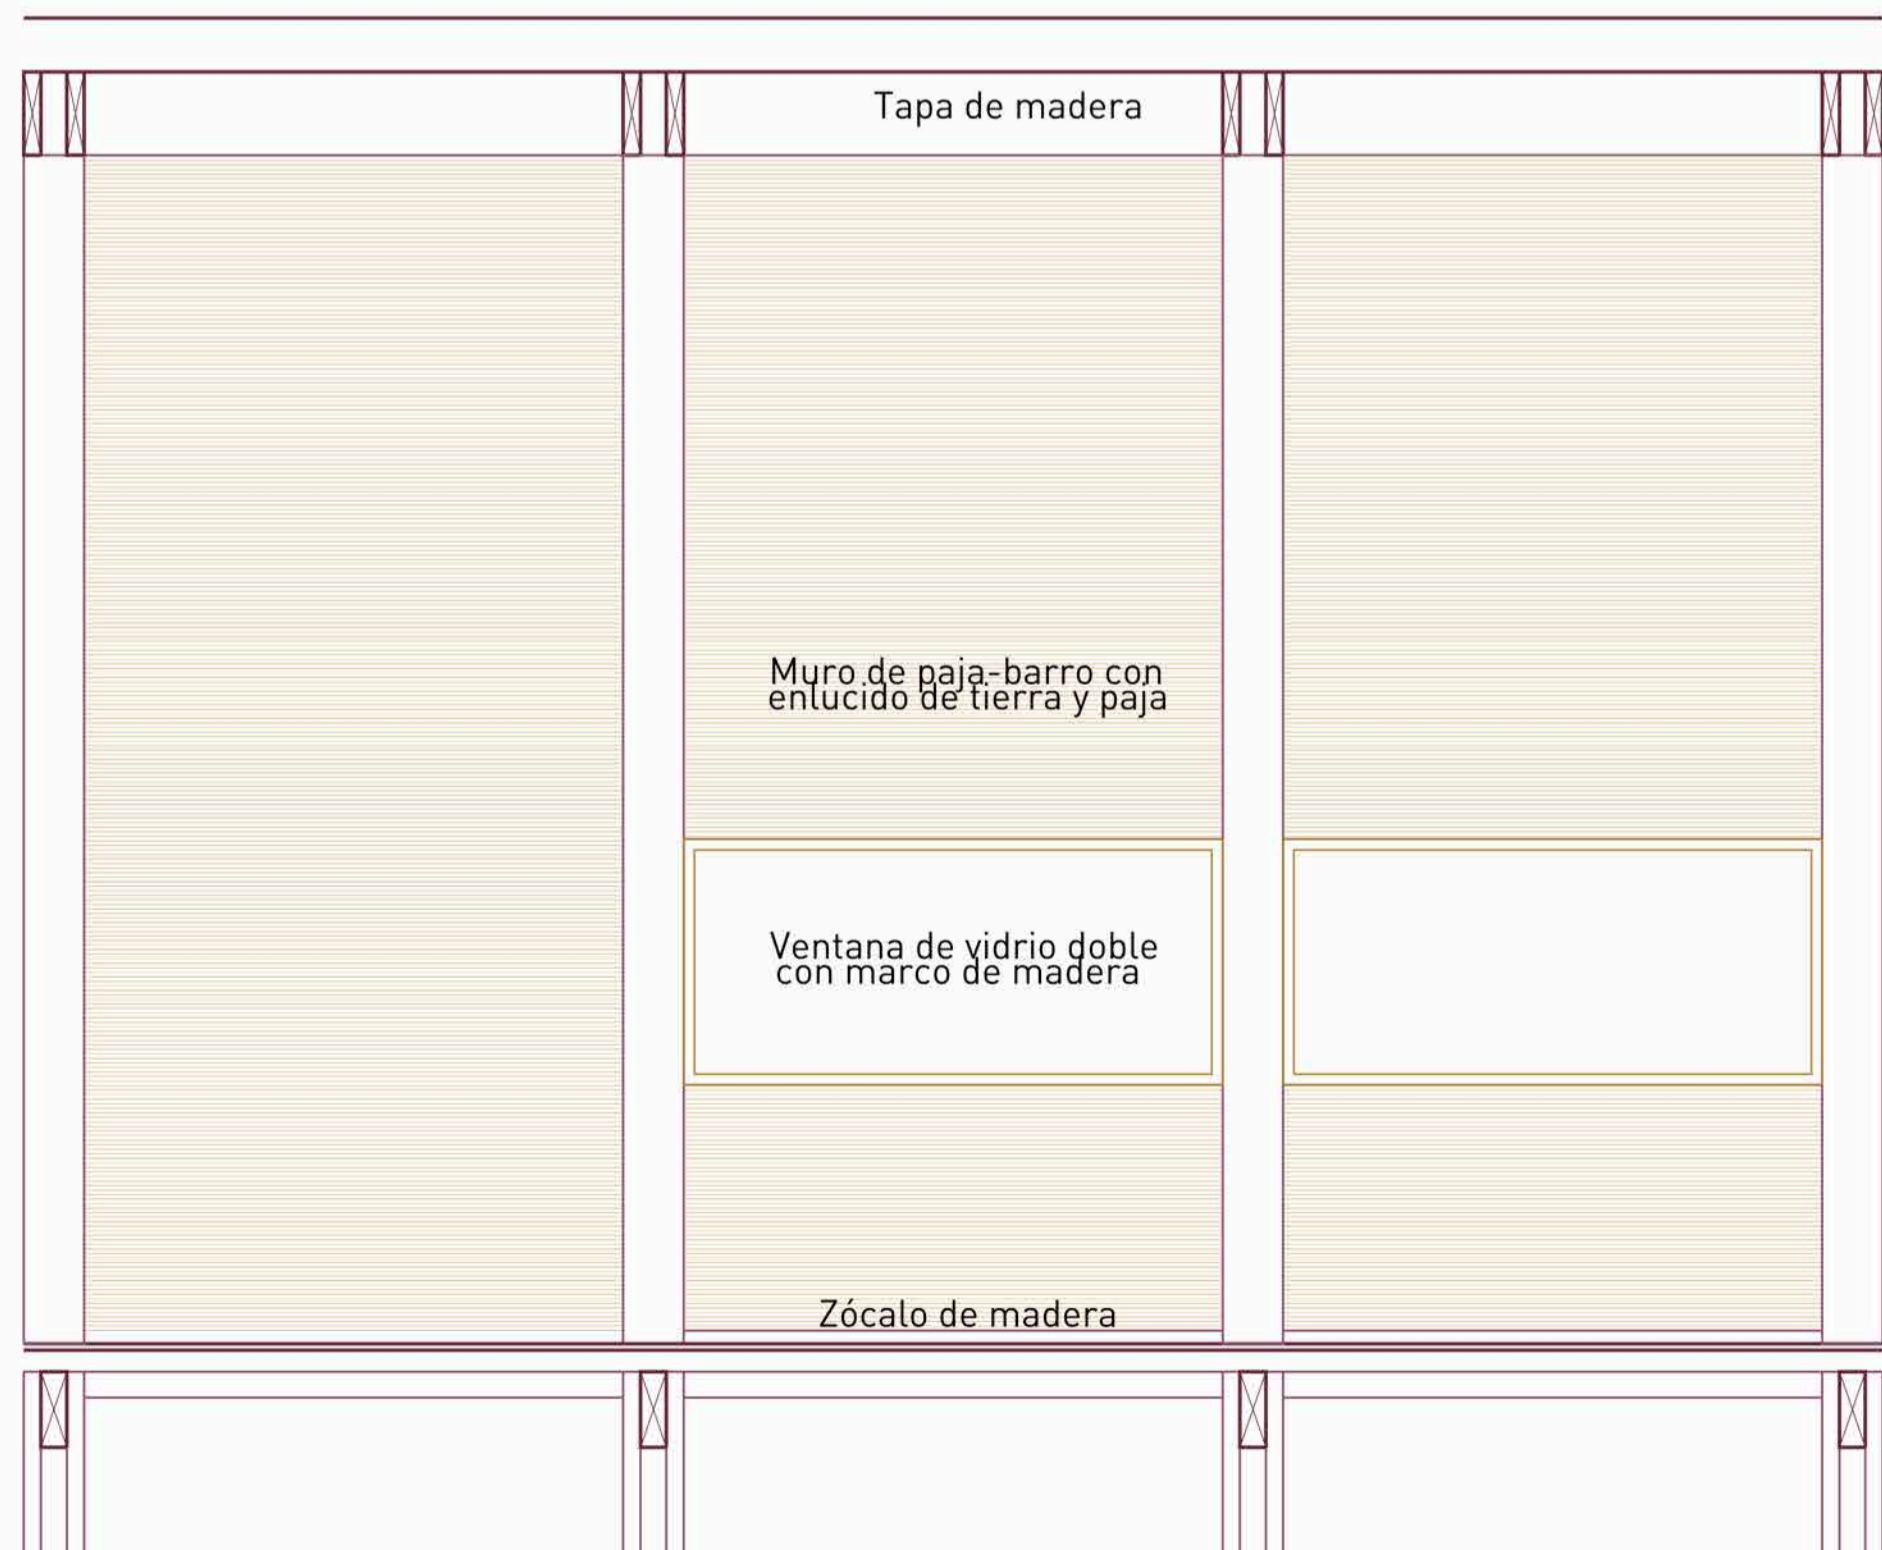 Tapa de madera
Muro de paja-barro con
enlucido de tierra y paja
Ventana de vidrio doble
con marco de madera
Zócalo de madera